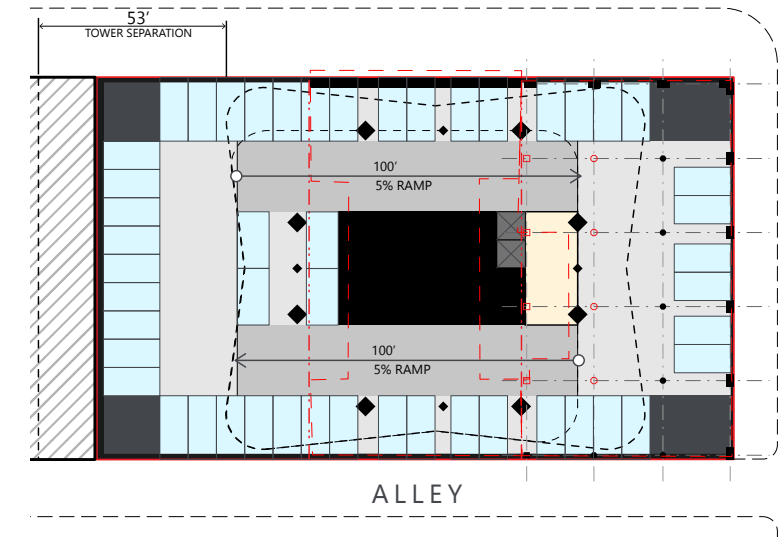 53′
TOWER SEPARATION
100′
5% RAMP
100′
5% RAMP
ALLEY